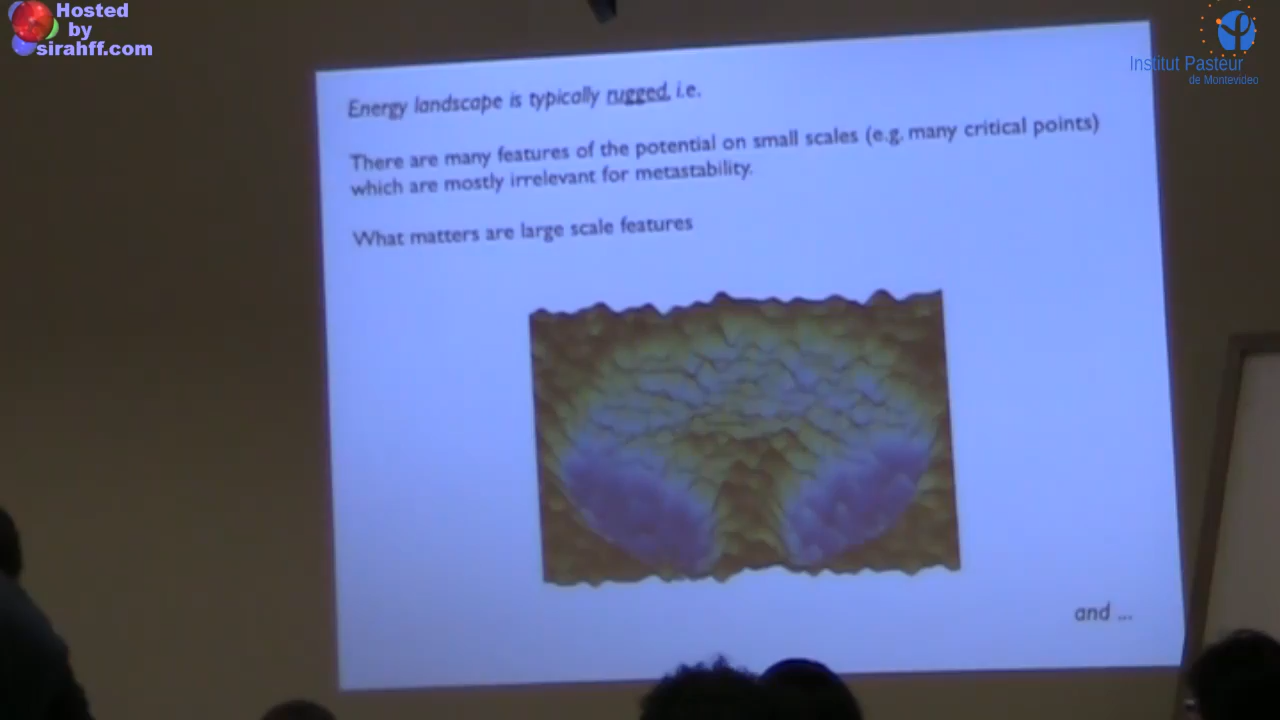 Hosted
by
sirahff.com
Institut Pasteur
de Montevideo
Energy landscape is typically rugged, i.e.
There are many features of the potential on small scales (e.g. many critical points)
which are mostly irrelevant for metastability.
What matters are large scale features
and ...